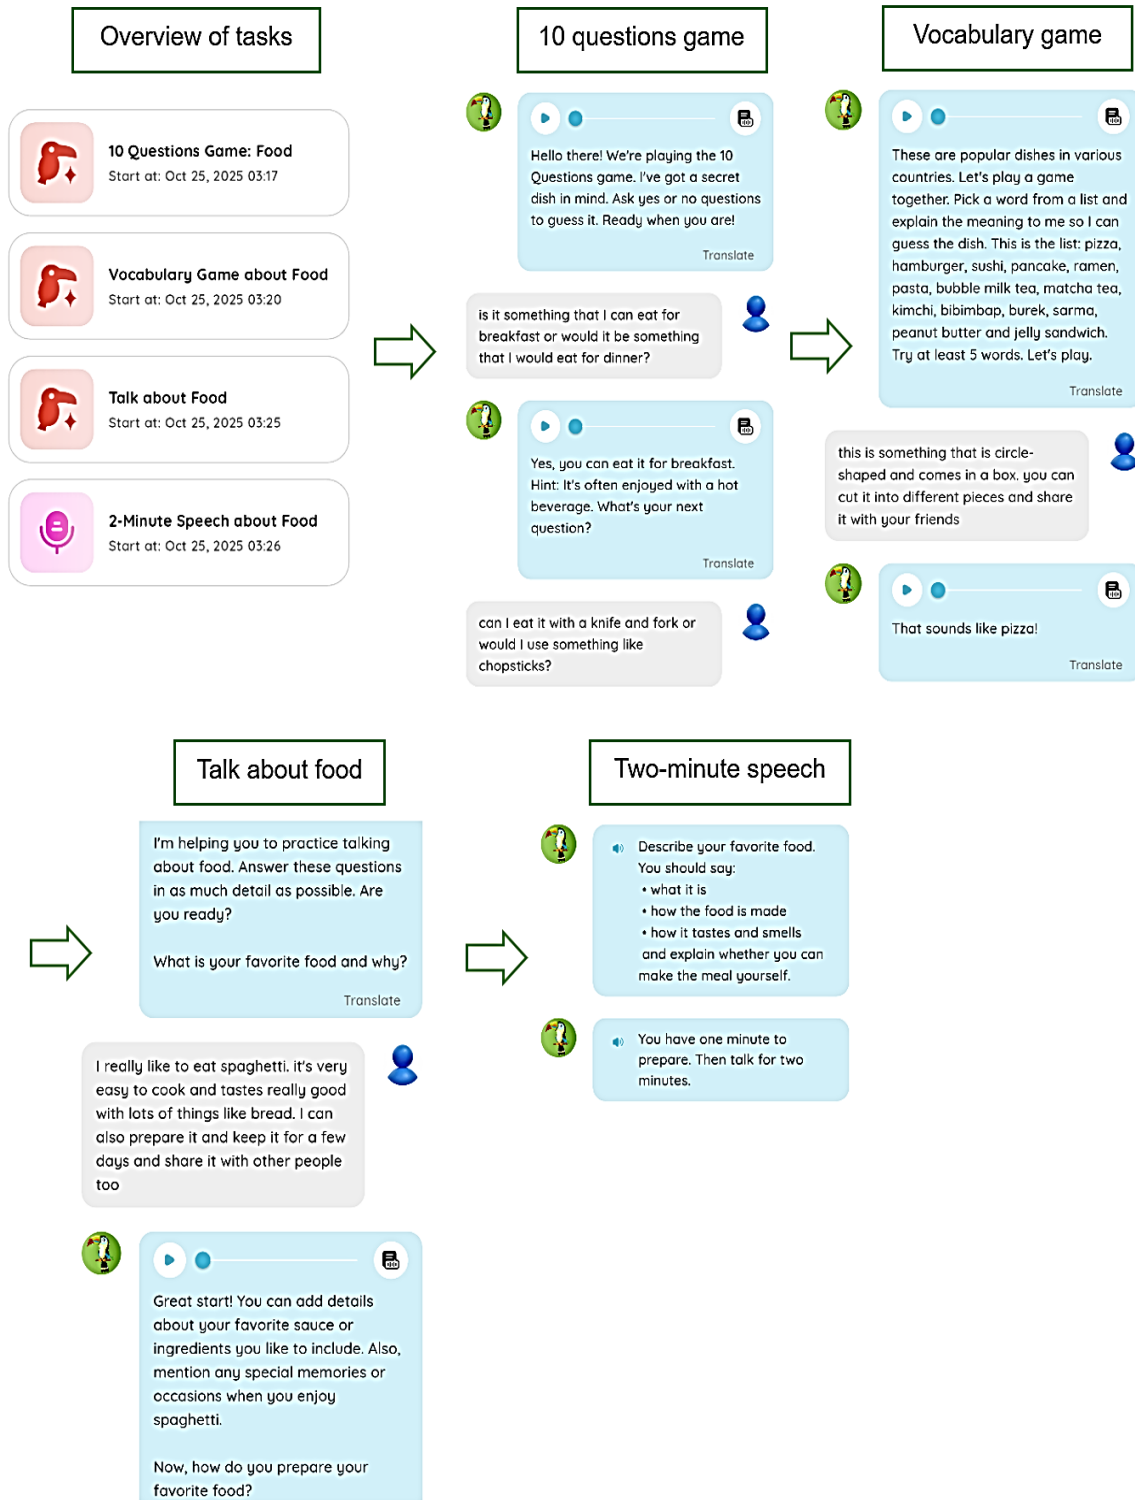 Overview of tasks
10 Questions Game: Food
Start at: Oct 25, 2025 03:17
Vocabulary Game about Food
Start at: Oct 25, 2025 03:20
Talk about Food
Start at: Oct 25, 2025 03:25
2-Minute Speech about Food
Start at: Oct 25, 2025 03:26
10 questions game
Hello there! We're playing the 10
Questions game. I've got a secret
dish in mind. Ask yes or no questions
to guess it. Ready when you are!
Translate
is it something that I can eat for
breakfast or would it be something
that I would eat for dinner?
Yes, you can eat it for breakfast.
Hint: It's often enjoyed with a hot
beverage. What's your next
question?
Translate
can I eat it with a knife and fork or
would I use something like
chopsticks?
Vocabulary game
These are popular dishes in various
countries. Let's play a game
together. Pick a word from a list and
explain the meaning to me so I can
guess the dish. This is the list: pizza,
hamburger, sushi, pancake, ramen,
pasta, bubble milk tea, matcha tea,
kimchi, bibimbap, burek, sarma,
peanut butter and jelly sandwich.
Try at least 5 words. Let's play.
Translate
this is something that is circle-
shaped and comes in a box. you can
cut it into different pieces and share
it with your friends
That sounds like pizza!
Translate
Talk about food
I'm helping you to practice talking
about food. Answer these questions
in as much detail as possible. Are
you ready?
What is your favorite food and why?
Translate
I really like to eat spaghetti. it's very
easy to cook and tastes really good
with lots of things like bread. I can
also prepare it and keep it for a few
days and share it with other people
too
Great start! You can add details
about your favorite sauce or
ingredients you like to include. Also,
mention any special memories or
occasions when you enjoy
spaghetti.
Now, how do you prepare your
favorite food?
Two-minute speech
Describe your favorite food.
You should say:
• what it is
• how the food is made
• how it tastes and smells
and explain whether you can
make the meal yourself.
You have one minute to
prepare. Then talk for two
minutes.